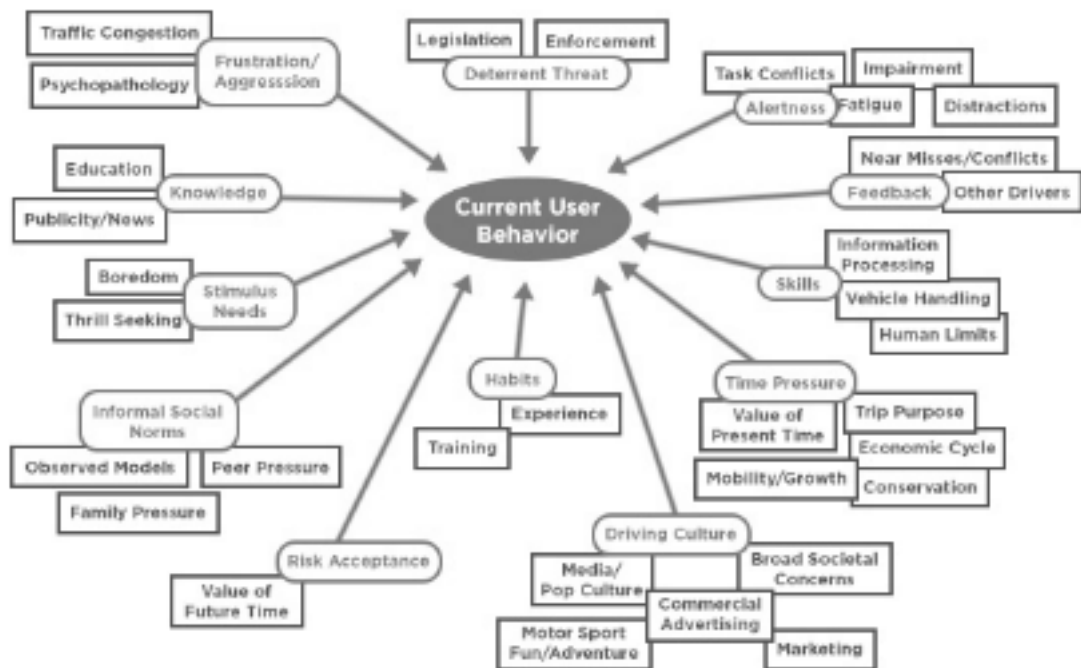 Traffic Congestion
Frustration/
Aggresssion
Psychopathology
Legislation
Enforcement
Deterrent Threat
Task Conflicts
Impairment
Alertness
Fatigue
Distractions
Education
Knowledge
Publicity/News
Current User
Behavior
Near Misses/Conflicts
Feedback
Other Drivers
Boredom
Stimulus
Needs
Thrill Seeking
Information
Processing
Skills
Vehicle Handling
Human Limits
Informal Social
Norms
Observed Models
Peer Pressure
Family Pressure
Habits
Experience
Training
Time Pressure
Value of
Present Time
Trip Purpose
Economic Cycle
Mobility/Growth
Conservation
Risk Acceptance
Value of
Future Time
Driving Culture
Media/
Pop Culture
Broad Societal
Concerns
Commercial
Advertising
Motor Sport
Fun/Adventure
Marketing